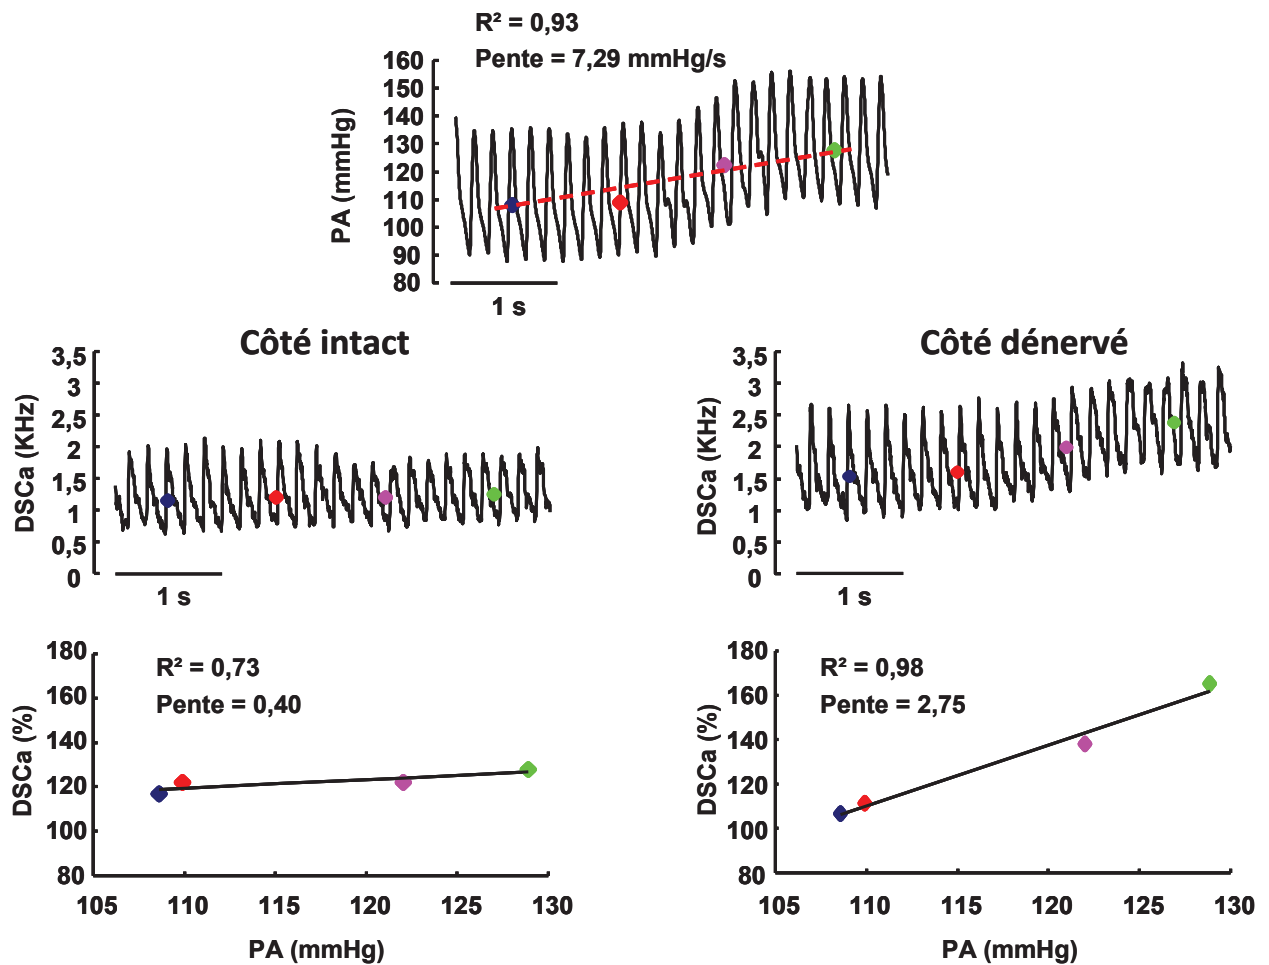 R² = 0,93
Pente = 7,29 mmHg/s
160
150
140
130
120
110
100
90
80
PA (mmHg)
1 s
Côté intact
3,5
3
2,5
2
1,5
1
0,5
0
DSCa (KHz)
1 s
Côté dénervé
3,5
3
2,5
2
1,5
1
0,5
0
DSCa (KHz)
1 s
180
160
140
120
100
80
DSCa (%)
R² = 0,73
Pente = 0,40
105 110 115 120 125 130
PA (mmHg)
180
160
140
120
100
80
DSCa (%)
R² = 0,98
Pente = 2,75
105 110 115 120 125 130
PA (mmHg)